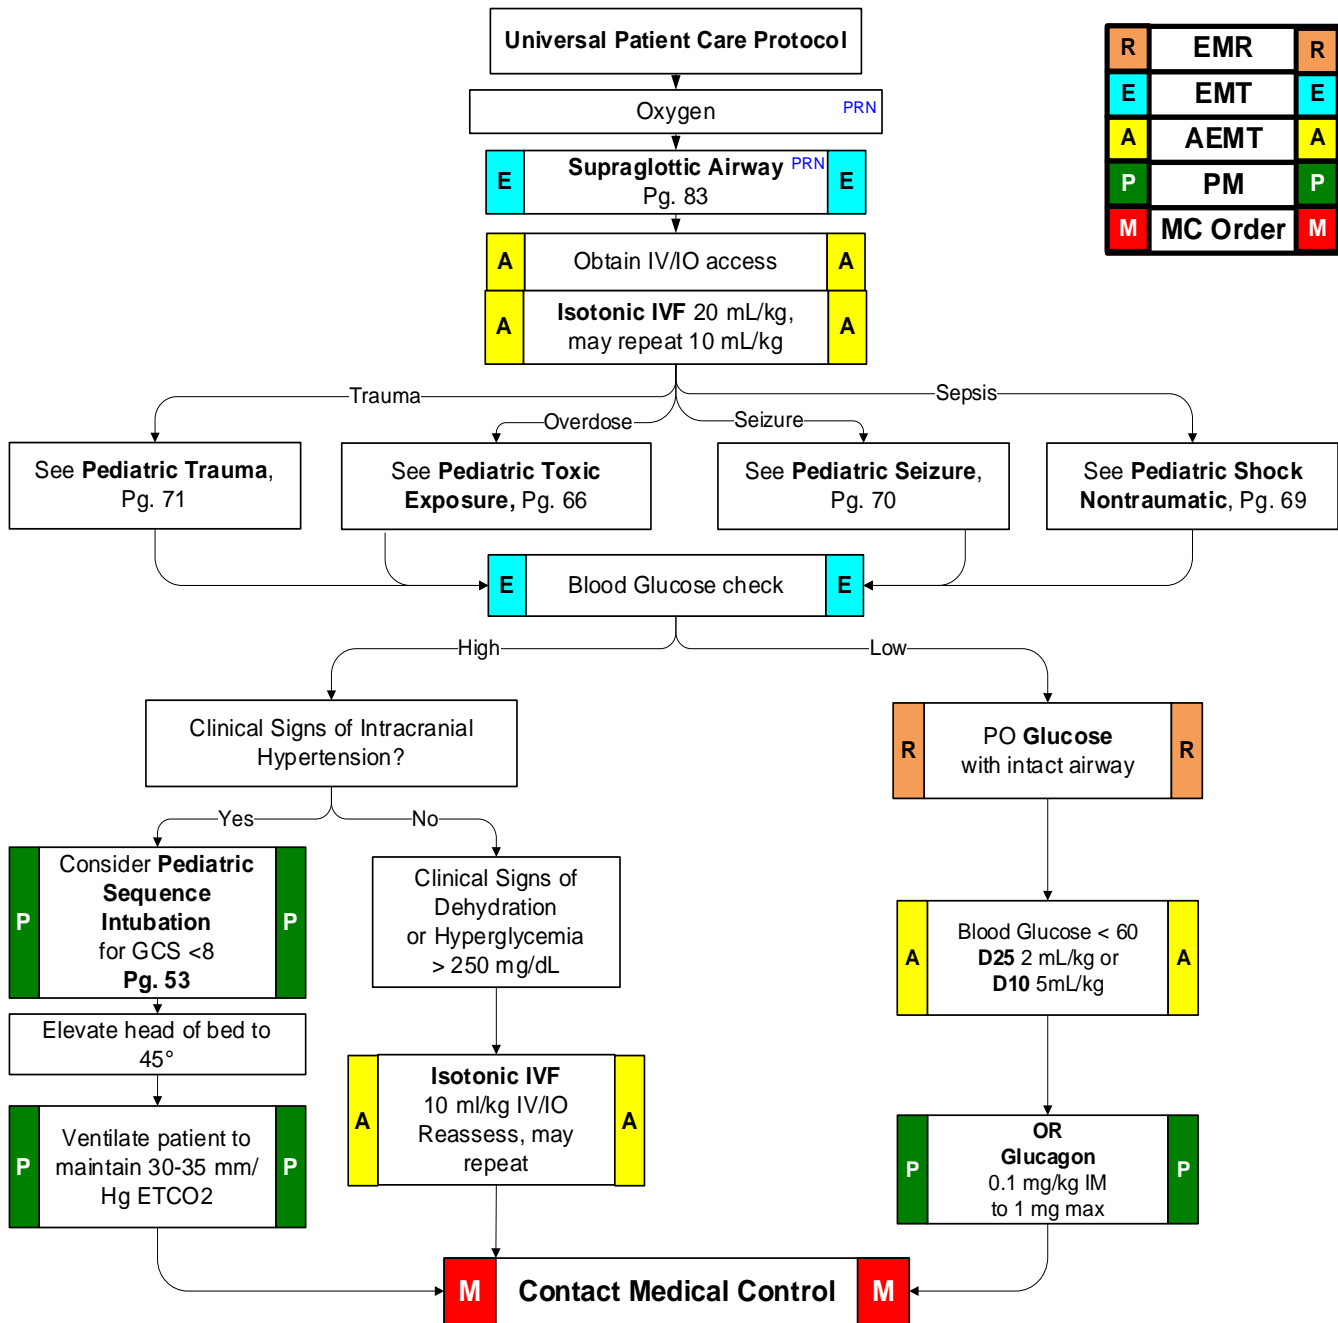 Universal Patient Care Protocol
R EMR R
E EMT E
A AEMT A
P PM P
M MC Order M
Oxygen PRN
E Supraglottic Airway PRN E
Pg. 83
A Obtain IV/IO access A
A Isotonic IVF 20 mL/kg, A
may repeat 10 mL/kg
Trauma
Overdose
Seizure
Sepsis
See Pediatric Trauma,
Pg. 71
See Pediatric Toxic
Exposure, Pg. 66
See Pediatric Seizure,
Pg. 70
See Pediatric Shock
Nontraumatic, Pg. 69
E Blood Glucose check E
High
Low
Clinical Signs of Intracranial
Hypertension?
R PO Glucose R
with intact airway
Yes
No
P Consider Pediatric P
Sequence
Intubation
for GCS <8
Pg. 53
Clinical Signs of
Dehydration
or Hyperglycemia
> 250 mg/dL
A Blood Glucose < 60 A
D25 2 mL/kg or
D10 5mL/kg
Elevate head of bed to
45°
A Isotonic IVF A
10 ml/kg IV/IO
Reassess, may
repeat
P Ventilate patient to P
maintain 30-35 mm/
Hg ETCO2
P OR P
Glucagon
0.1 mg/kg IM
to 1 mg max
M Contact Medical Control M